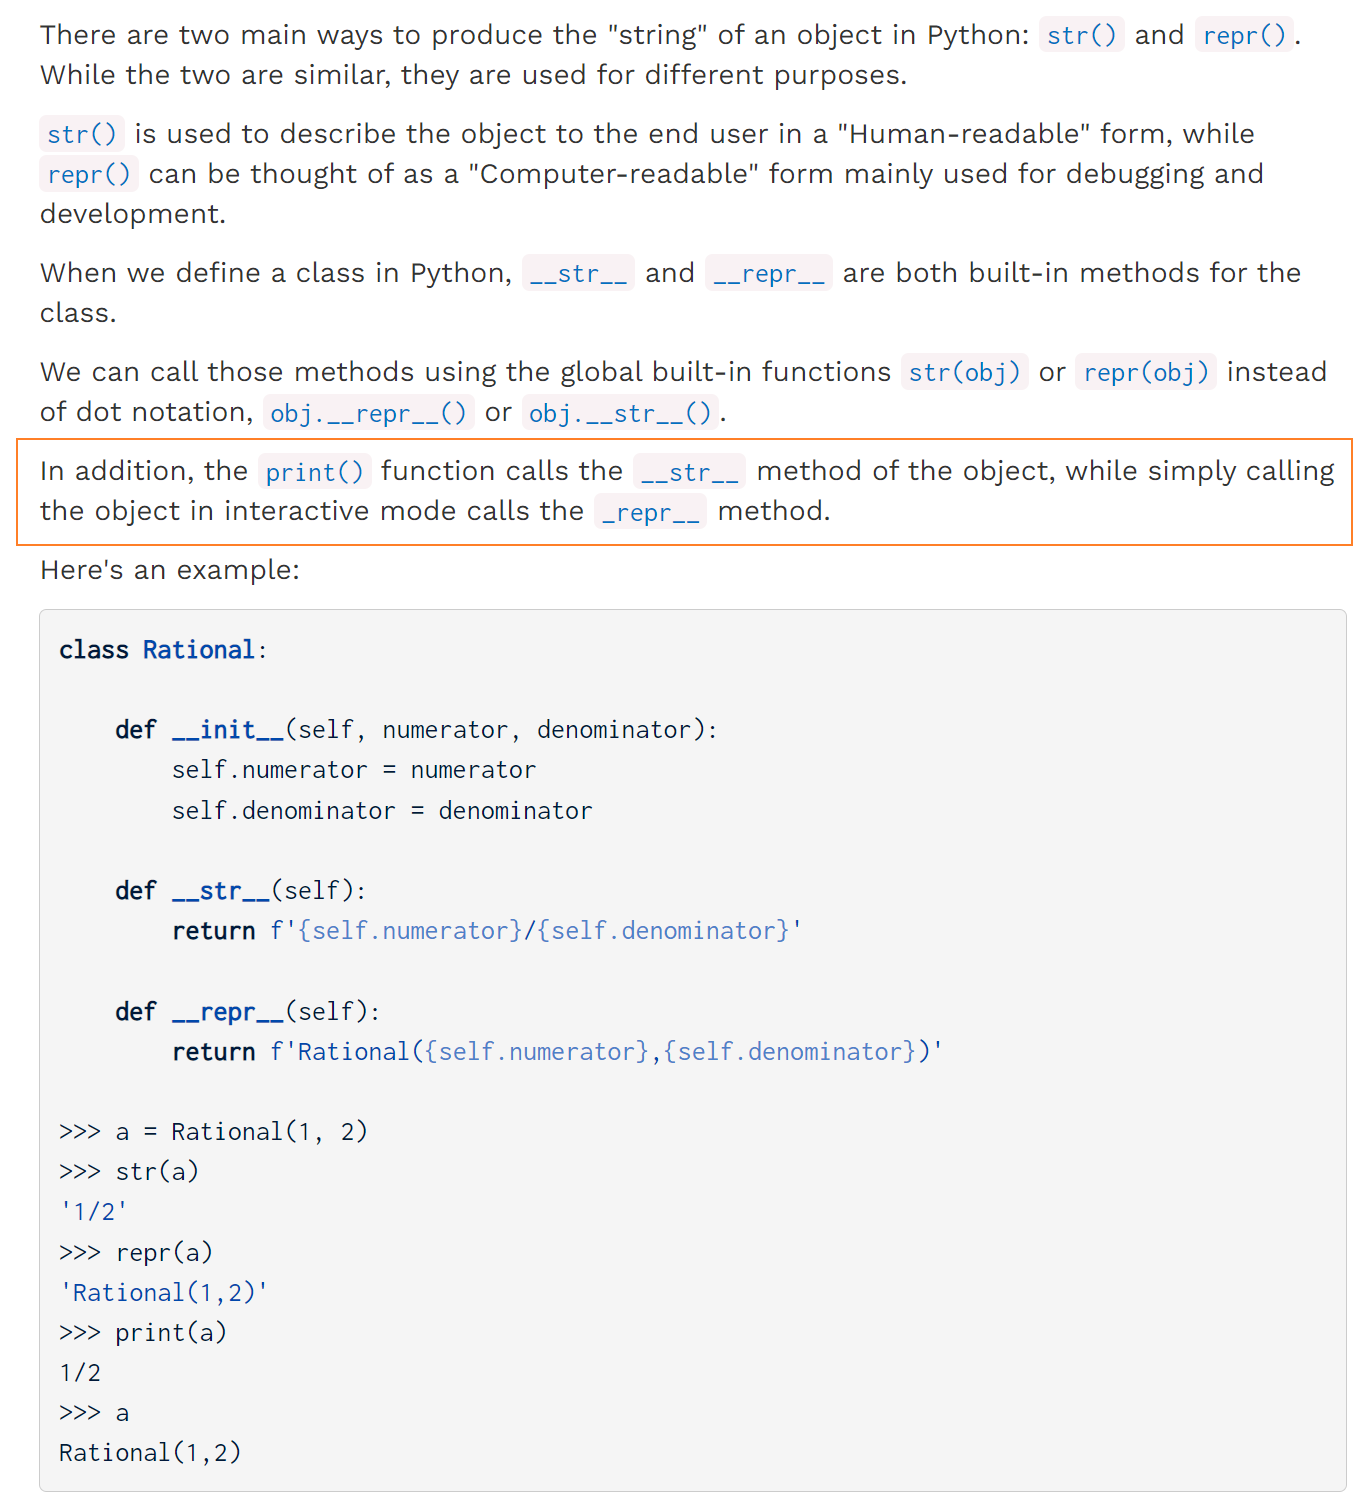 There are two main ways to produce the "string" of an object in Python: str() and repr().
While the two are similar, they are used for different purposes.
str() is used to describe the object to the end user in a "Human-readable" form, while
repr() can be thought of as a "Computer-readable" form mainly used for debugging and
development.
When we define a class in Python, __str__ and __repr__ are both built-in methods for the
class.
We can call those methods using the global built-in functions str(obj) or repr(obj) instead
of dot notation, obj.__repr__() or obj.__str__().
In addition, the print() function calls the __str__ method of the object, while simply calling
the object in interactive mode calls the _repr__ method.
Here's an example:
class Rational:
    def __init__(self, numerator, denominator):
        self.numerator = numerator
        self.denominator = denominator
    def __str__(self):
        return f'{self.numerator}/{self.denominator}'
    def __repr__(self):
        return f'Rational({self.numerator},{self.denominator})'
>>> a = Rational(1, 2)
>>> str(a)
'1/2'
>>> repr(a)
'Rational(1,2)'
>>> print(a)
1/2
>>> a
Rational(1,2)